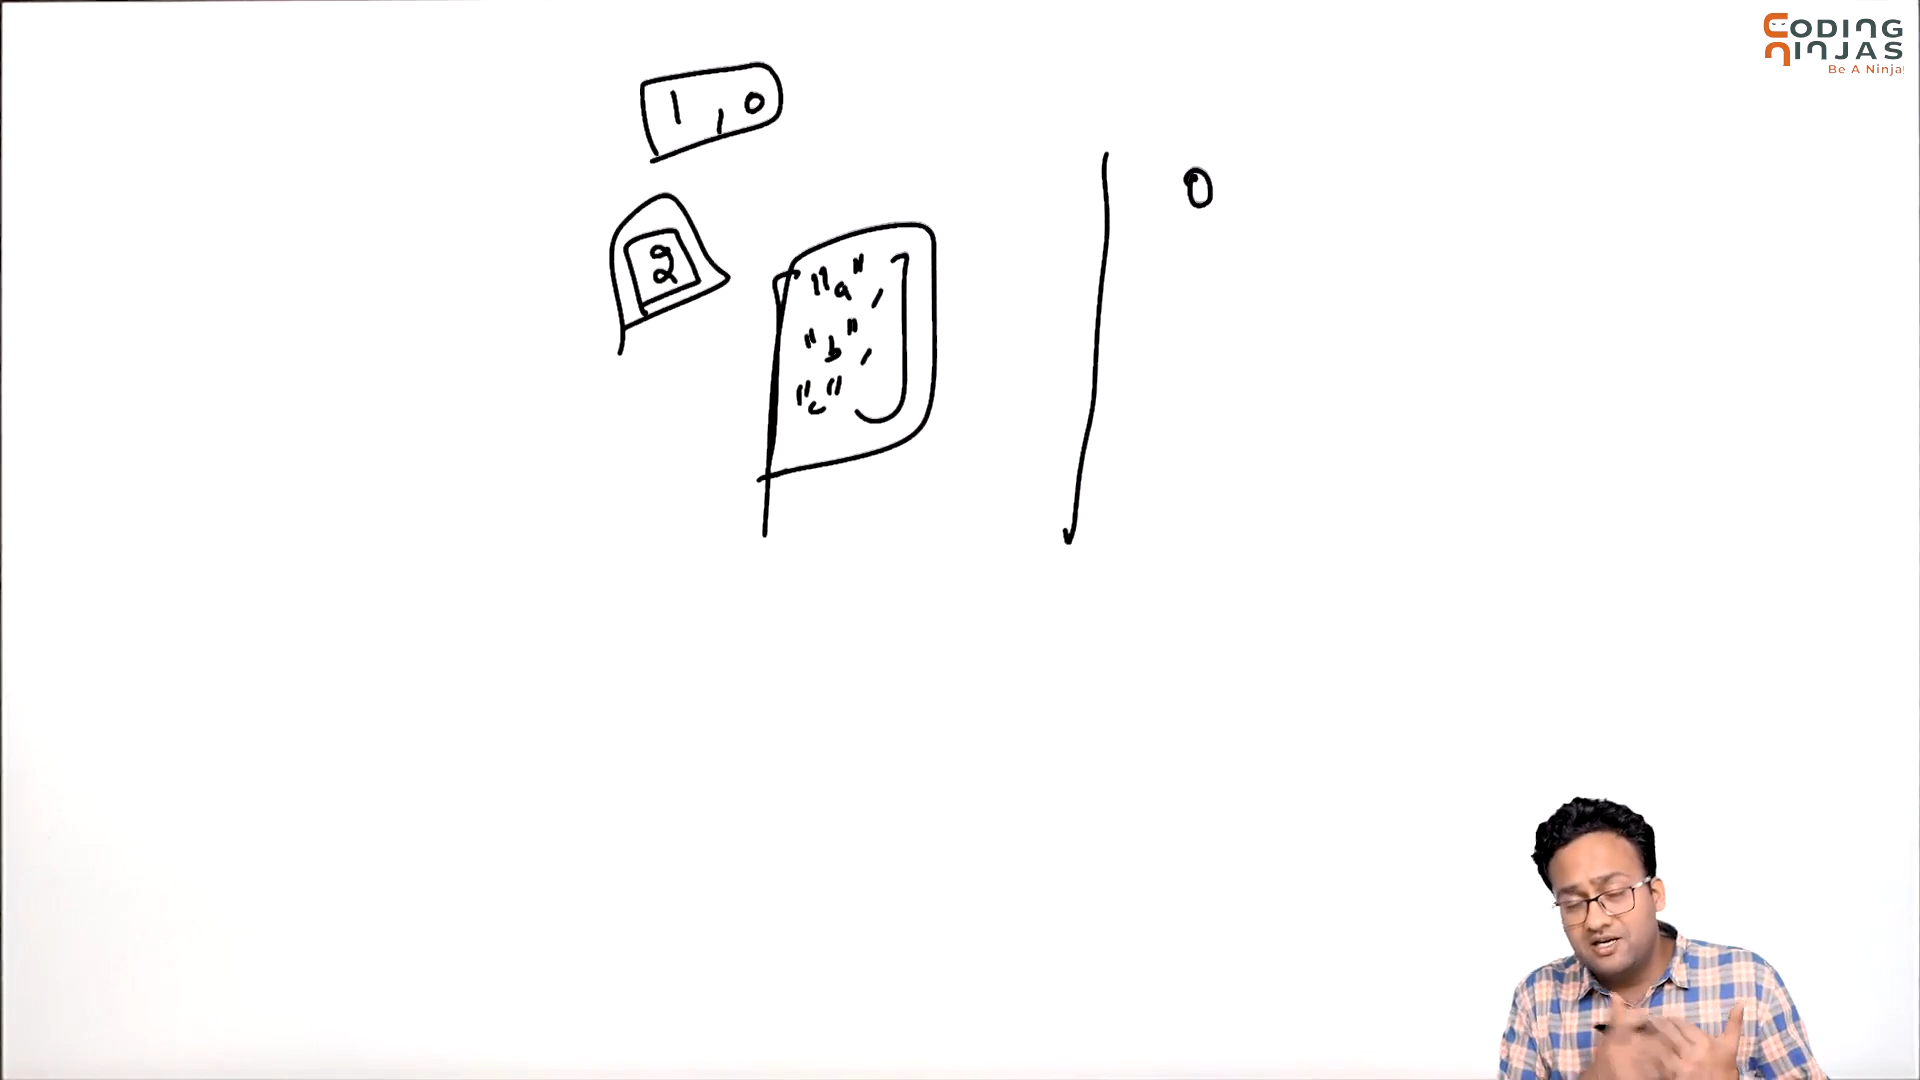 CODING
NINJAS
Be A Ninja!
1 , 0
0
2
["a",
"b",
"c"]